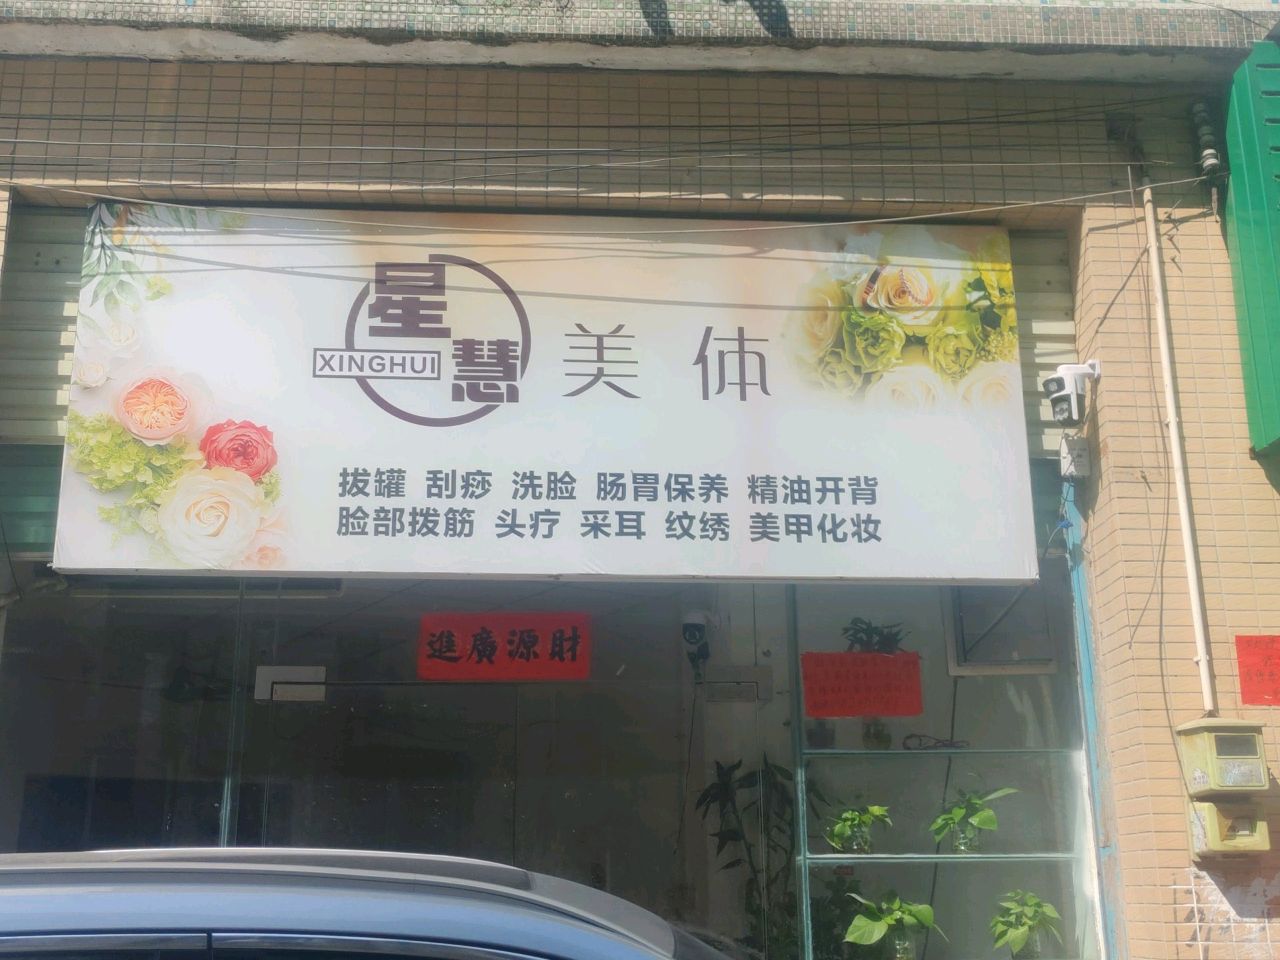 星慧
XINGHUI
美体
拔罐 刮痧 洗脸 肠胃保养 精油开背
脸部拨筋 头疗 采耳 纹绣 美甲化妆
進廣源財